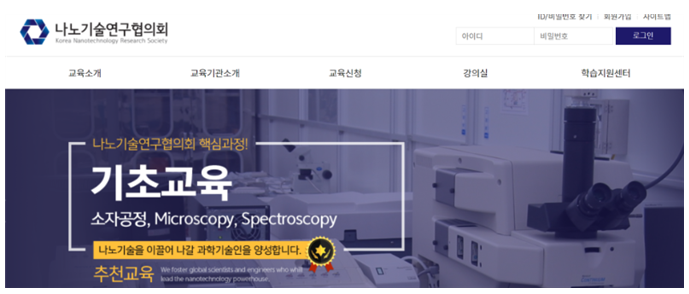 ID/비밀번호 찾기 | 회원가입 | 사이트맵
나노기술연구협의회
Korea Nanotechnology Research Society
아이디
비밀번호
로그인
교육소개
교육기관소개
교육신청
강의실
학습지원센터
나노기술연구협의회 핵심과정!
기초교육
소자공정, Microscopy, Spectroscopy
나노기술을 이끌어 나갈 과학기술인을 양성합니다.
추천교육
We foster global scientists and engineers who will
lead the nanotechnology powerhouse.